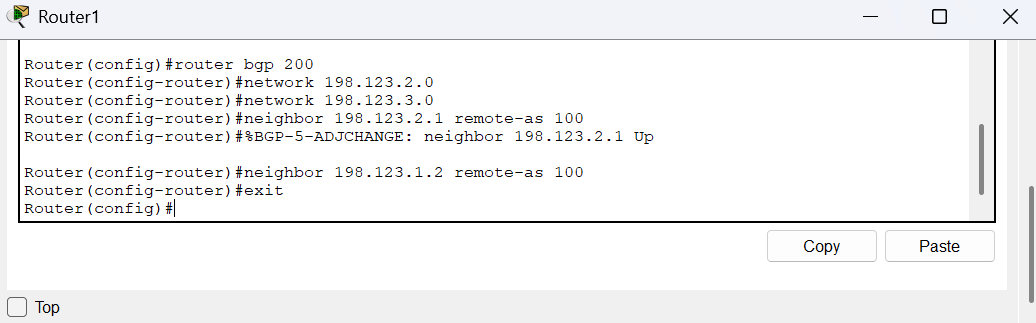 Router1
Router(config)#router bgp 200
Router(config-router)#network 198.123.2.0
Router(config-router)#network 198.123.3.0
Router(config-router)#neighbor 198.123.2.1 remote-as 100
Router(config-router)#%BGP-5-ADJCHANGE: neighbor 198.123.2.1 Up
Router(config-router)#neighbor 198.123.1.2 remote-as 100
Router(config-router)#exit
Router(config)#
Copy Paste
Top